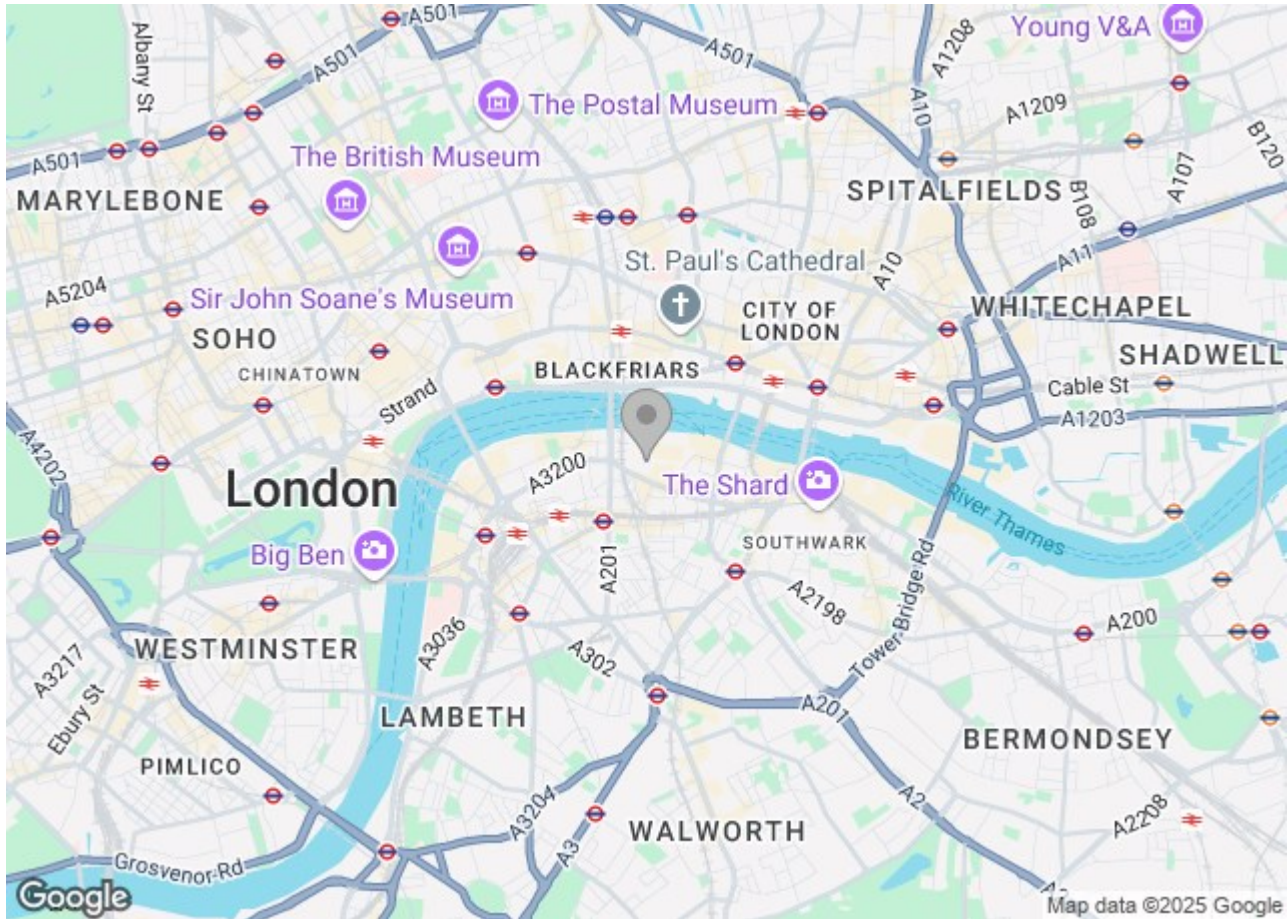 A501
Young V&A
Albany St
A501
A501
A1208
A10
The Postal Museum
A1209
B120
A501
The British Museum
A107
MARYLEBONE
SPITALFIELDS
B108
St. Paul's Cathedral
A10
A11
A5204
Sir John Soane's Museum
CITY OF
LONDON
WHITECHAPEL
SOHO
SHADWELL
CHINATOWN
BLACKFRIARS
Cable St
Strand
A1203
A4202
A3200
London
The Shard
River Thames
Big Ben
SOUTHWARK
A201
Tower Bridge Rd
A2198
A200
A3036
WESTMINSTER
A302
A3217
Ebury St
LAMBETH
A201
BERMONDSEY
PIMLICO
A2
A3204
A2208
A3
WALWORTH
Grosvenor Rd
Google
Map data ©2025 Google